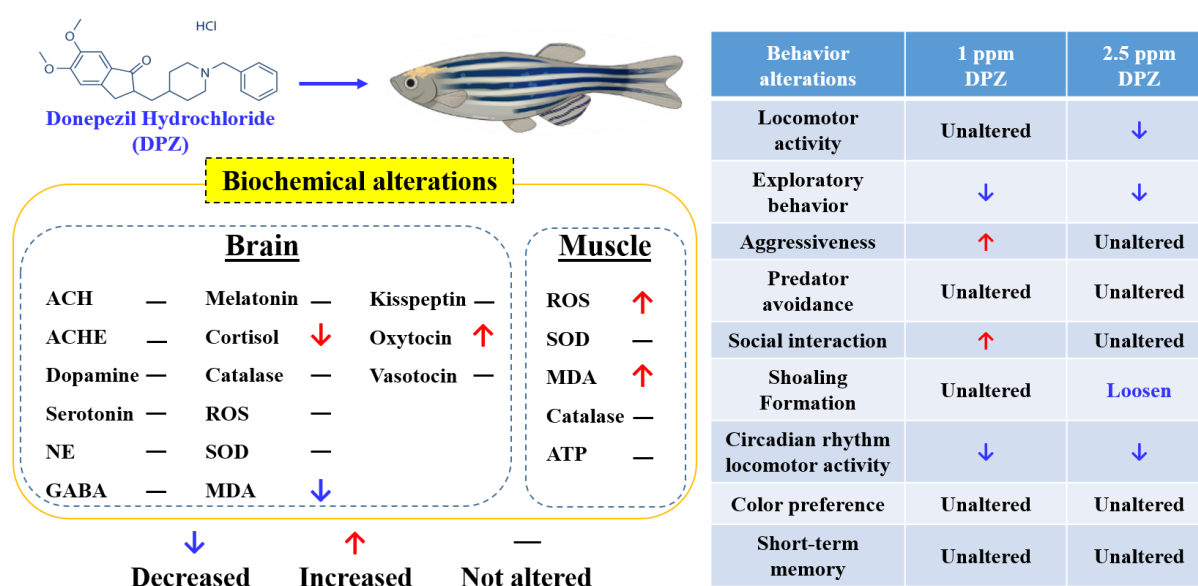 HCl
O
O
O
N
Donepezil Hydrochloride
(DPZ)
Biochemical alterations
Brain
ACH — Melatonin — Kisspeptin —
ACHE — Cortisol ↓ Oxytocin ↑
Dopamine — Catalase — Vasotocin —
Serotonin — ROS —
NE — SOD —
GABA — MDA ↓
Muscle
ROS ↑
SOD —
MDA ↑
Catalase —
ATP —
↓ ↑ —
Decreased Increased Not altered
Behavior alterations 1 ppm DPZ 2.5 ppm DPZ
Locomotor activity Unaltered ↓
Exploratory behavior ↓ ↓
Aggressiveness ↑ Unaltered
Predator avoidance Unaltered Unaltered
Social interaction ↑ Unaltered
Shoaling Formation Unaltered Loosen
Circadian rhythm locomotor activity ↓ ↓
Color preference Unaltered Unaltered
Short-term memory Unaltered Unaltered